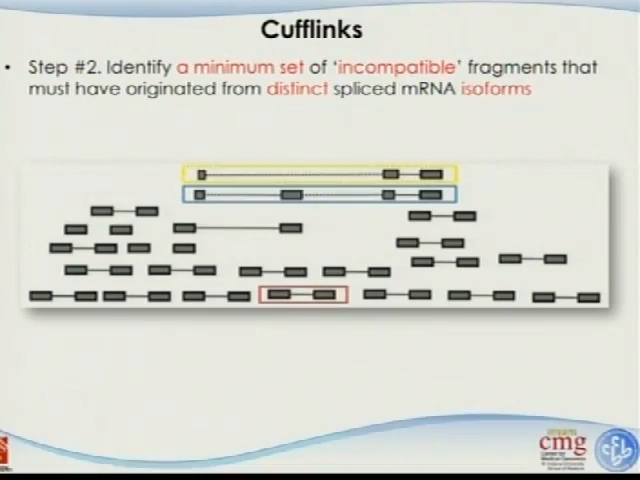 Cufflinks
• Step #2. Identify a minimum set of 'incompatible' fragments that
must have originated from distinct spliced mRNA isoforms
cmg